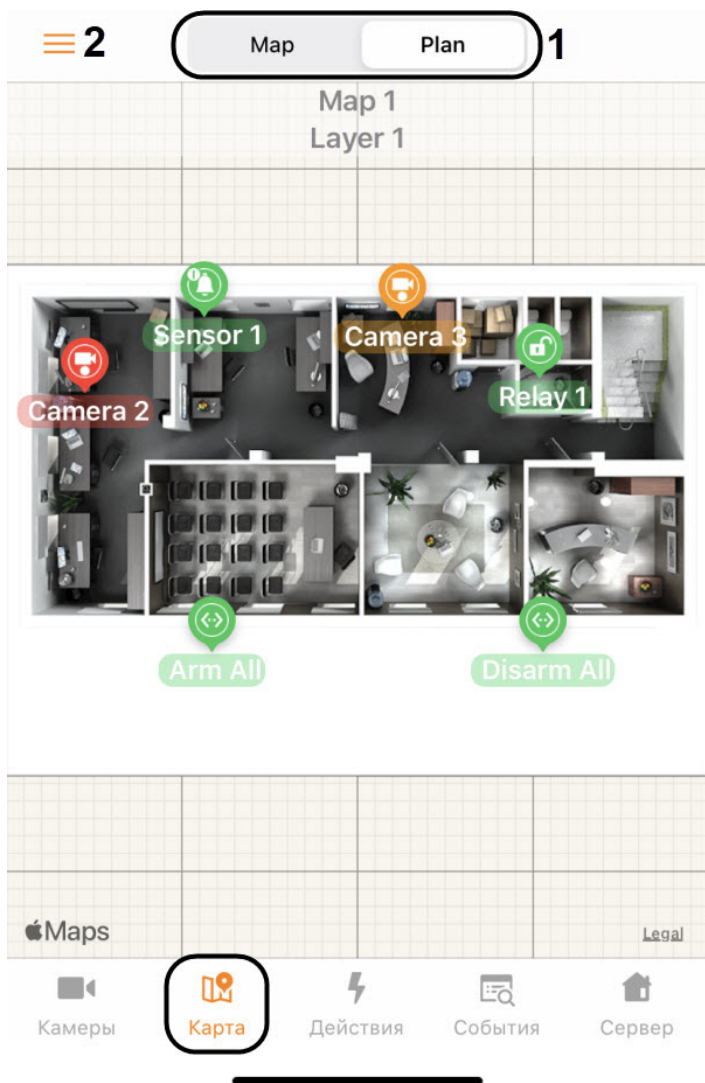 2
Map
Plan
1
Map 1
Layer 1
Sensor 1
Camera 3
Camera 2
Relay 1
Arm All
Disarm All
Maps
Legal
Камеры
Карта
Действия
События
Сервер